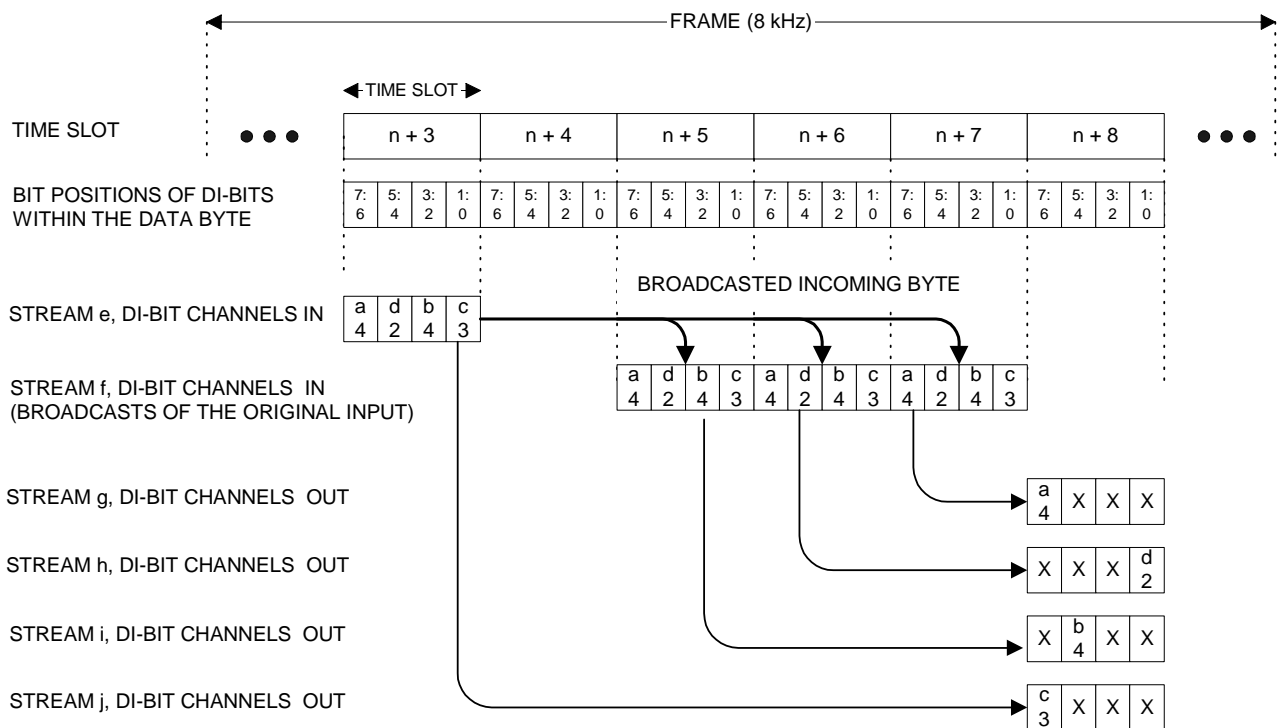 FRAME (8 kHz)
TIME SLOT
TIME SLOT n + 3 n + 4 n + 5 n + 6 n + 7 n + 8
BIT POSITIONS OF DI-BITS
WITHIN THE DATA BYTE
7: 5: 3: 1: 7: 5: 3: 1: 7: 5: 3: 1: 7: 5: 3: 1: 7: 5: 3: 1: 7: 5: 3: 1:
6 4 2 0 6 4 2 0 6 4 2 0 6 4 2 0 6 4 2 0 6 4 2 0
BROADCASTED INCOMING BYTE
STREAM e, DI-BIT CHANNELS IN
a d b c
4 2 4 3
STREAM f, DI-BIT CHANNELS IN
(BROADCASTS OF THE ORIGINAL INPUT)
a d b c a d b c a d b c
4 2 4 3 4 2 4 3 4 2 4 3
STREAM g, DI-BIT CHANNELS OUT
a X X X
4
STREAM h, DI-BIT CHANNELS OUT
X X X d
2
STREAM i, DI-BIT CHANNELS OUT
X b X X
4
STREAM j, DI-BIT CHANNELS OUT
c X X X
3